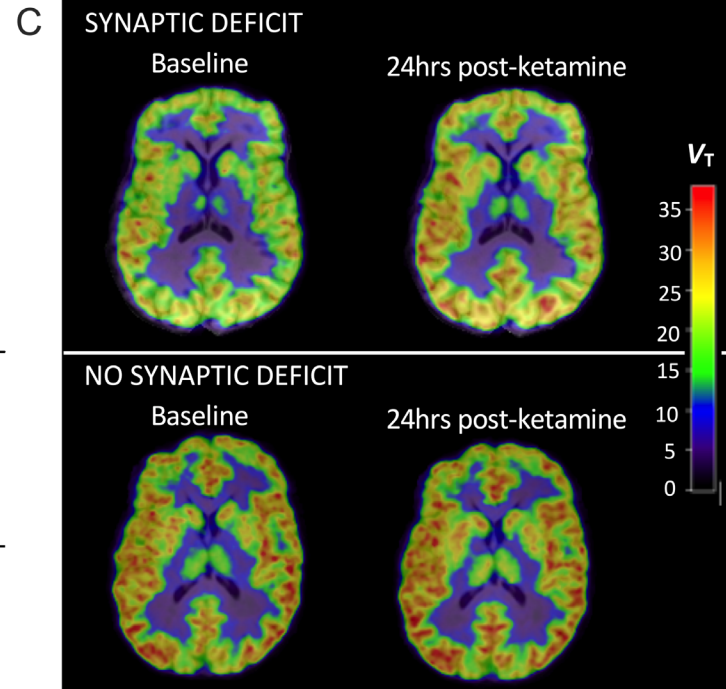 C
SYNAPTIC DEFICIT
Baseline
24hrs post-ketamine
V_T
35
30
25
20
15
10
5
0
NO SYNAPTIC DEFICIT
Baseline
24hrs post-ketamine